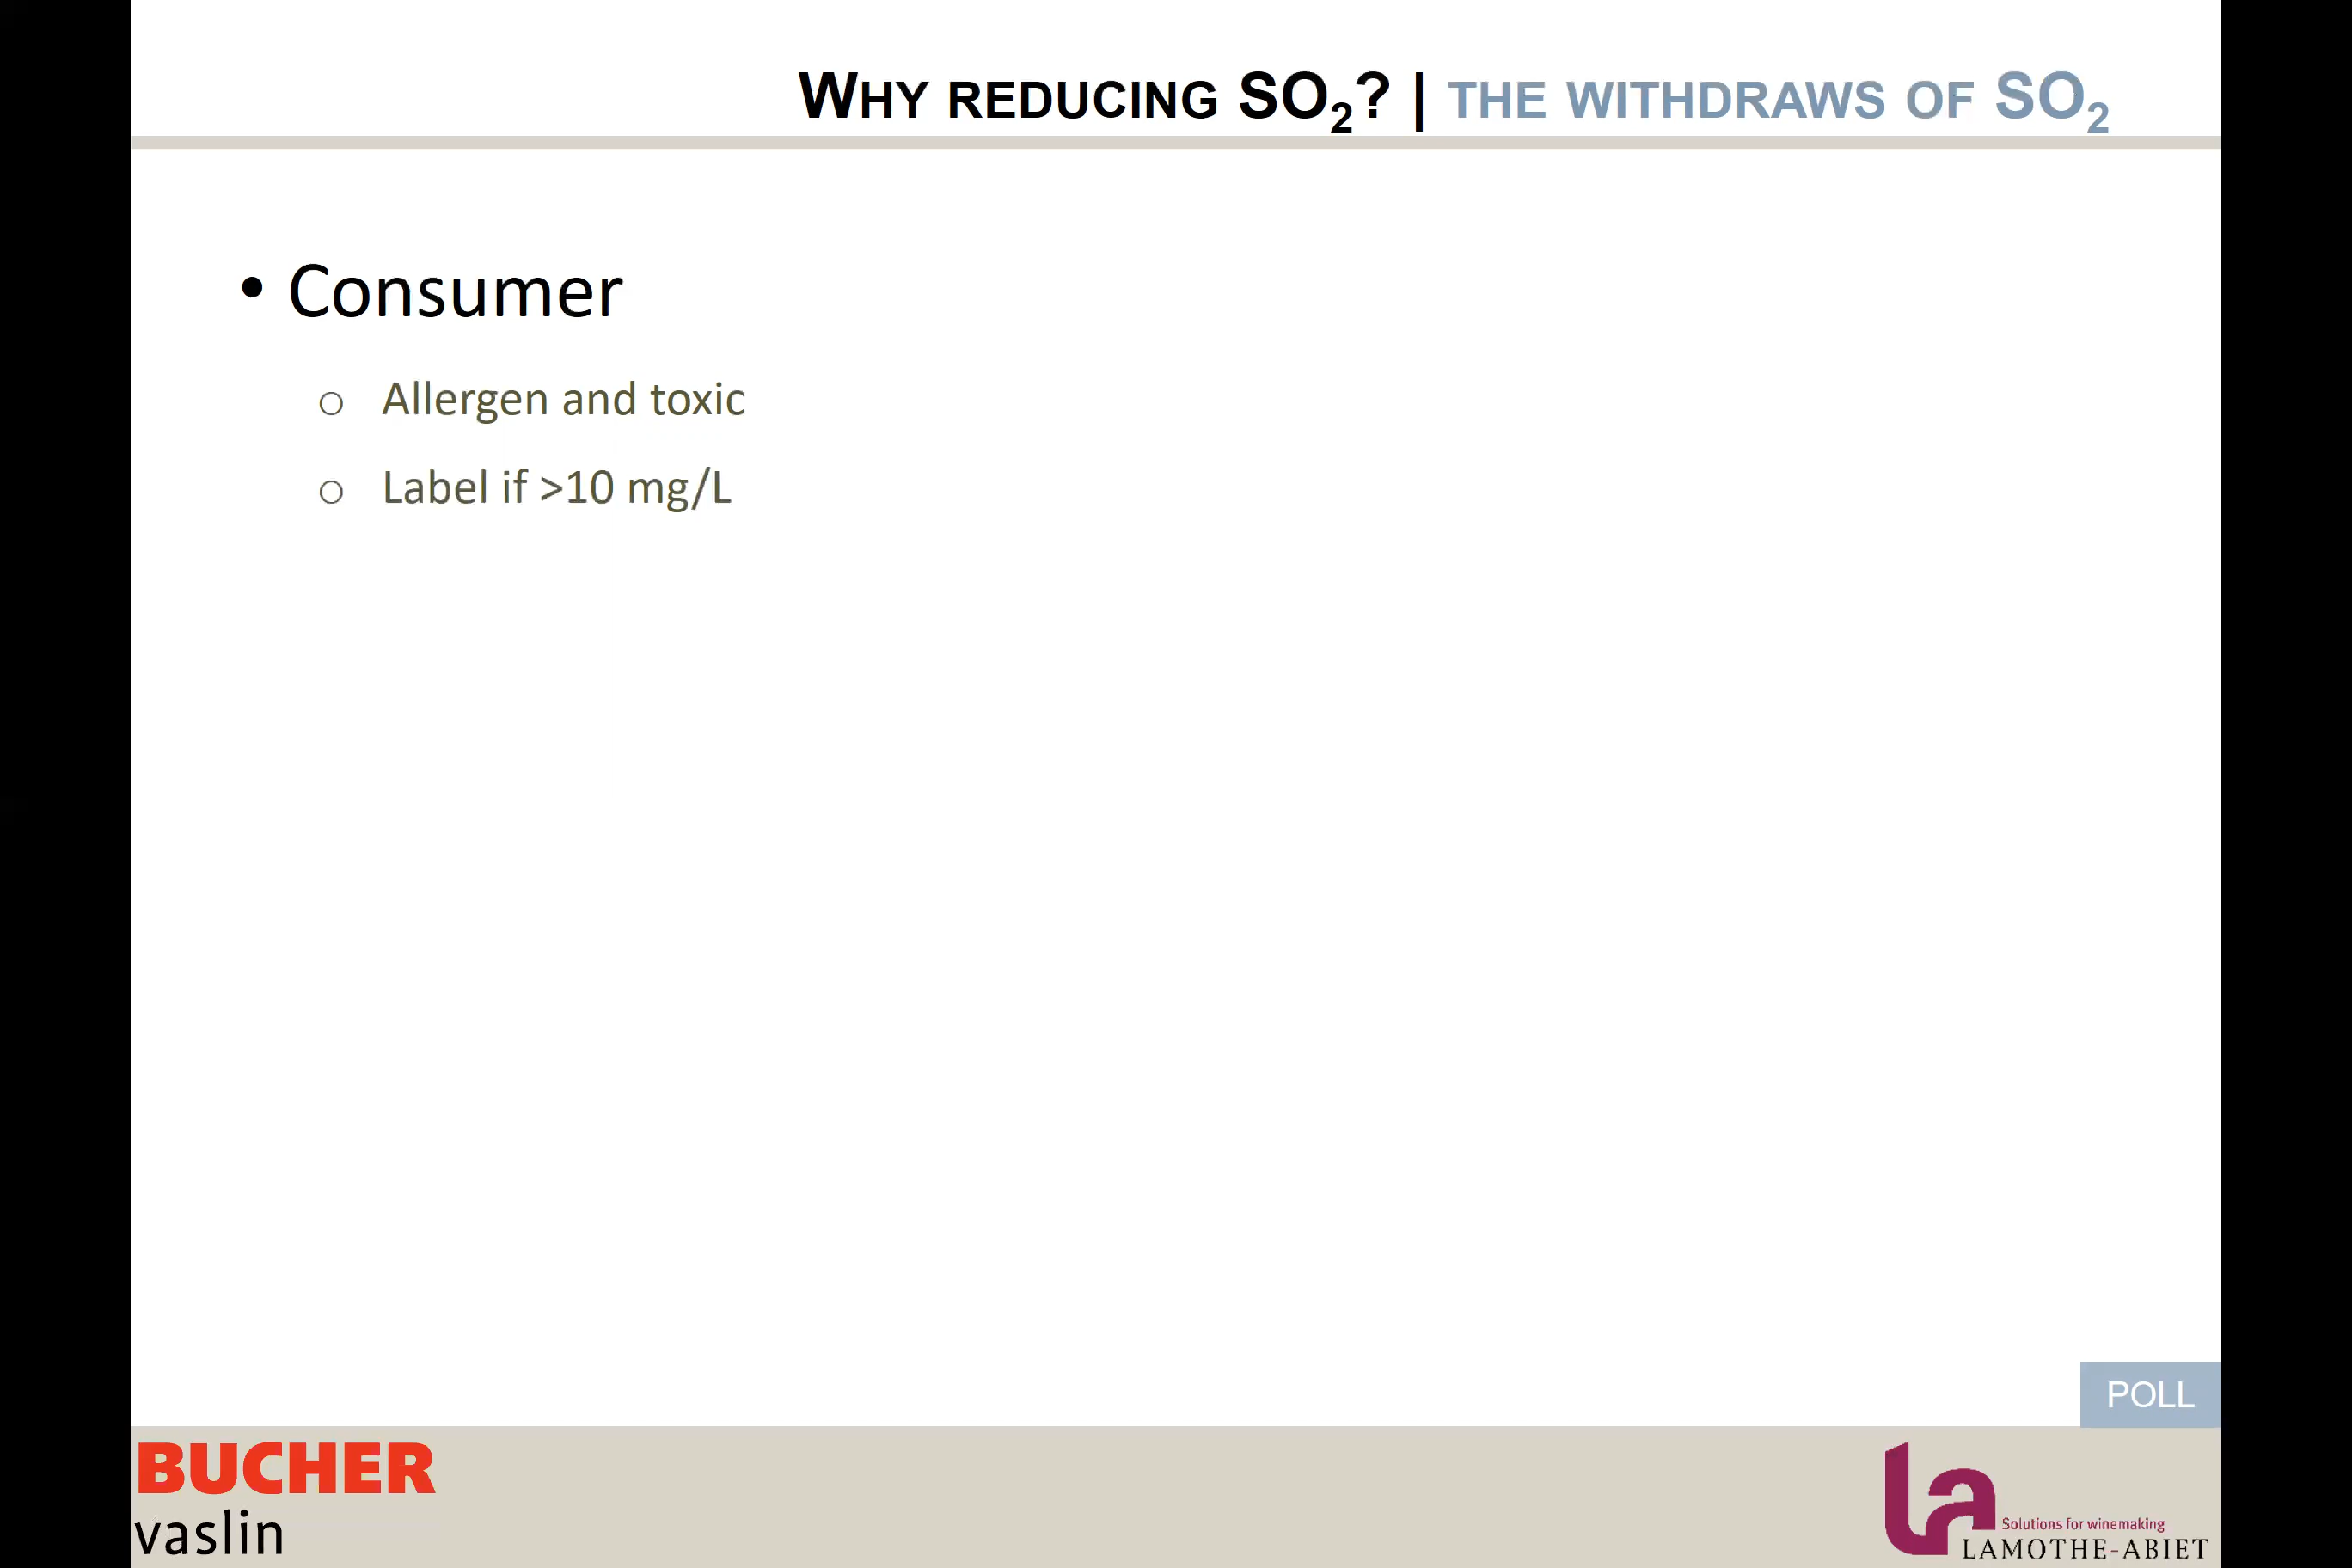 WHY REDUCING SO₂? | THE WITHDRAWS OF SO₂
• Consumer
o Allergen and toxic
o Label if >10 mg/L
POLL
BUCHER
vaslin
la
Solutions for winemaking
LAMOTHE-ABIET